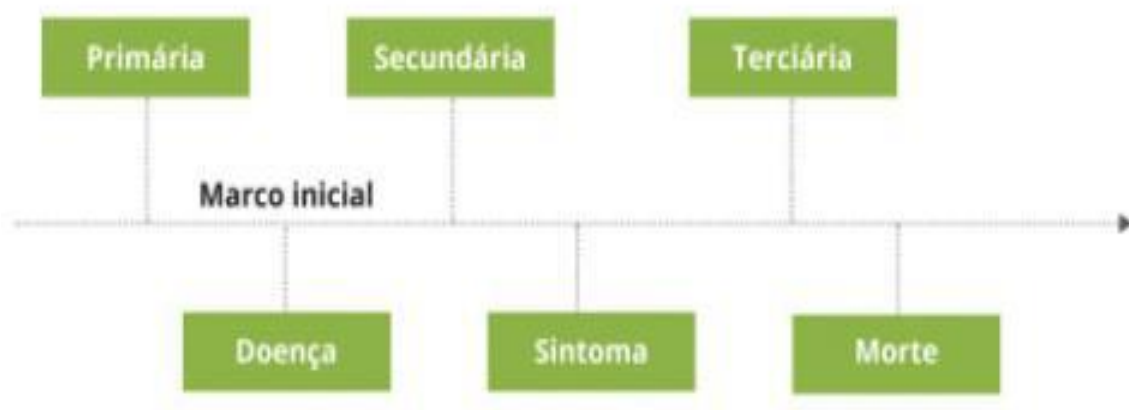 Primária
Secundária
Terciária
Marco inicial
Doença
Sintoma
Morte